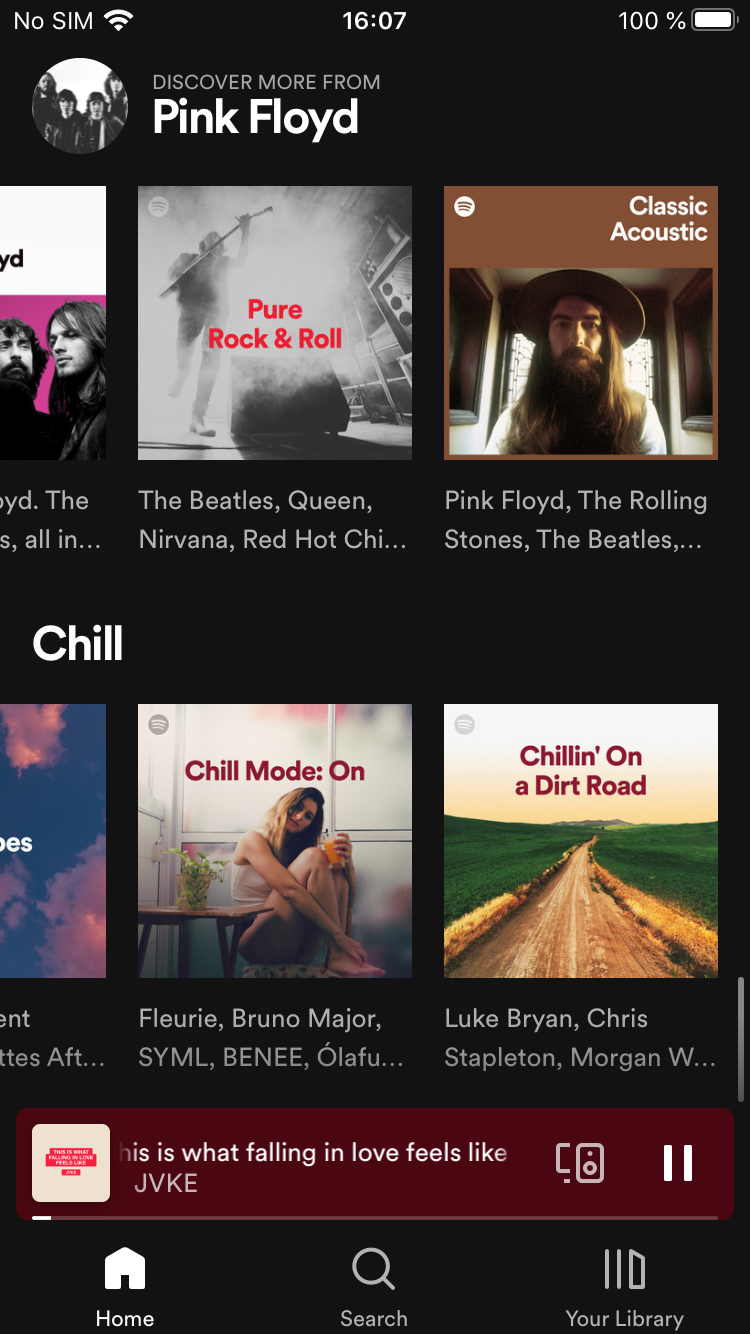 No SIM 16:07 100 %
DISCOVER MORE FROM
Pink Floyd
yd
Pure
Rock & Roll
Classic
Acoustic
oyd. The
s, all in...
The Beatles, Queen,
Nirvana, Red Hot Chi...
Pink Floyd, The Rolling
Stones, The Beatles,...
Chill
bes
Chill Mode: On
Chillin' On
a Dirt Road
ent
ttes Aft...
Fleurie, Bruno Major,
SYML, BENEE, Ólafu...
Luke Bryan, Chris
Stapleton, Morgan W...
THIS IS WHAT
FALLING IN LOVE
FEELS LIKE
JVKE
his is what falling in love feels like
JVKE
Home
Search
Your Library